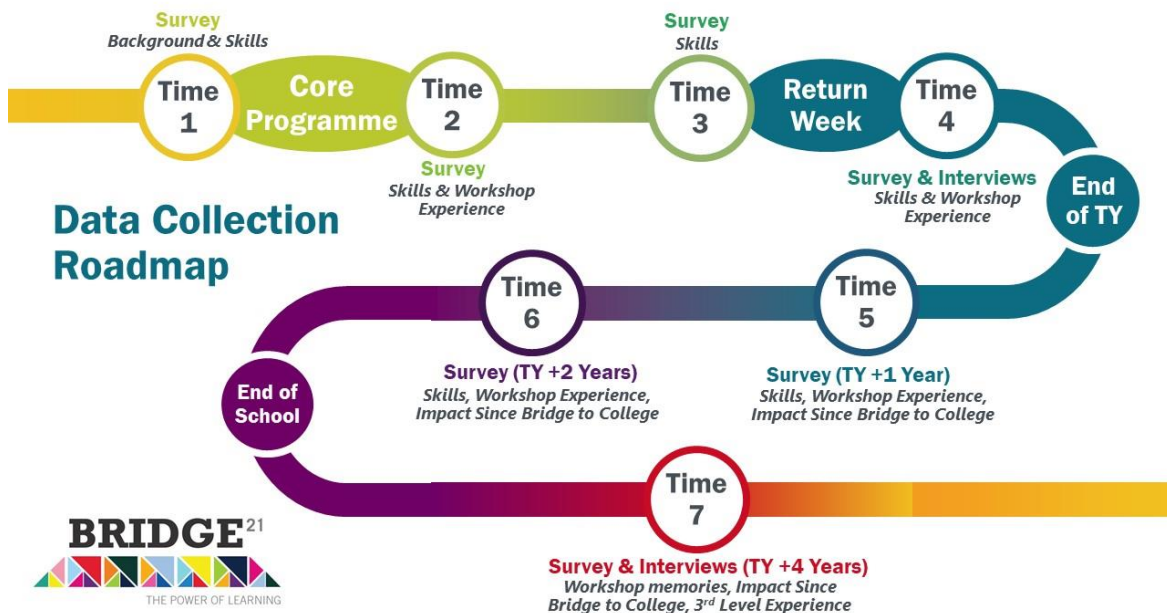 Survey
Background & Skills
Time
1
Core
Programme
Time
2
Survey
Skills & Workshop
Experience
Survey
Skills
Time
3
Return
Week
Time
4
Survey & Interviews
Skills & Workshop
Experience
End
of TY
Data Collection
Roadmap
Time
5
Survey (TY +1 Year)
Skills, Workshop Experience,
Impact Since Bridge to College
Time
6
Survey (TY +2 Years)
Skills, Workshop Experience,
Impact Since Bridge to College
End of
School
Time
7
Survey & Interviews (TY +4 Years)
Workshop memories, Impact Since
Bridge to College, 3rd Level Experience
BRIDGE21
THE POWER OF LEARNING